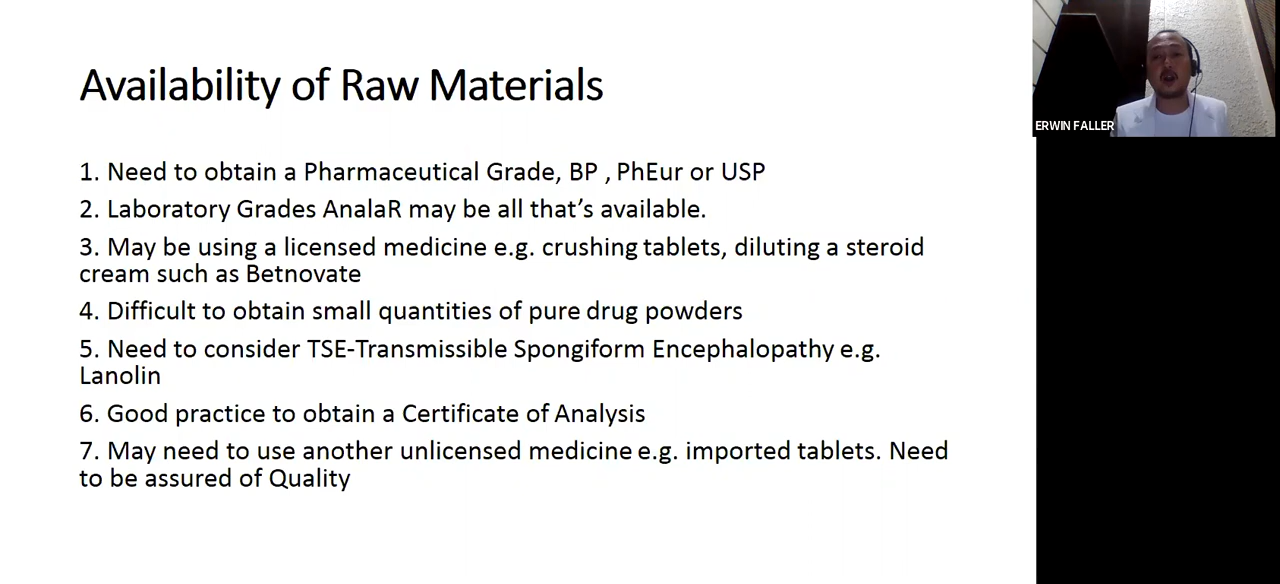 Availability of Raw Materials
ERWIN FALLER
1. Need to obtain a Pharmaceutical Grade, BP , PhEur or USP
2. Laboratory Grades AnalaR may be all that’s available.
3. May be using a licensed medicine e.g. crushing tablets, diluting a steroid
cream such as Betnovate
4. Difficult to obtain small quantities of pure drug powders
5. Need to consider TSE-Transmissible Spongiform Encephalopathy e.g.
Lanolin
6. Good practice to obtain a Certificate of Analysis
7. May need to use another unlicensed medicine e.g. imported tablets. Need
to be assured of Quality